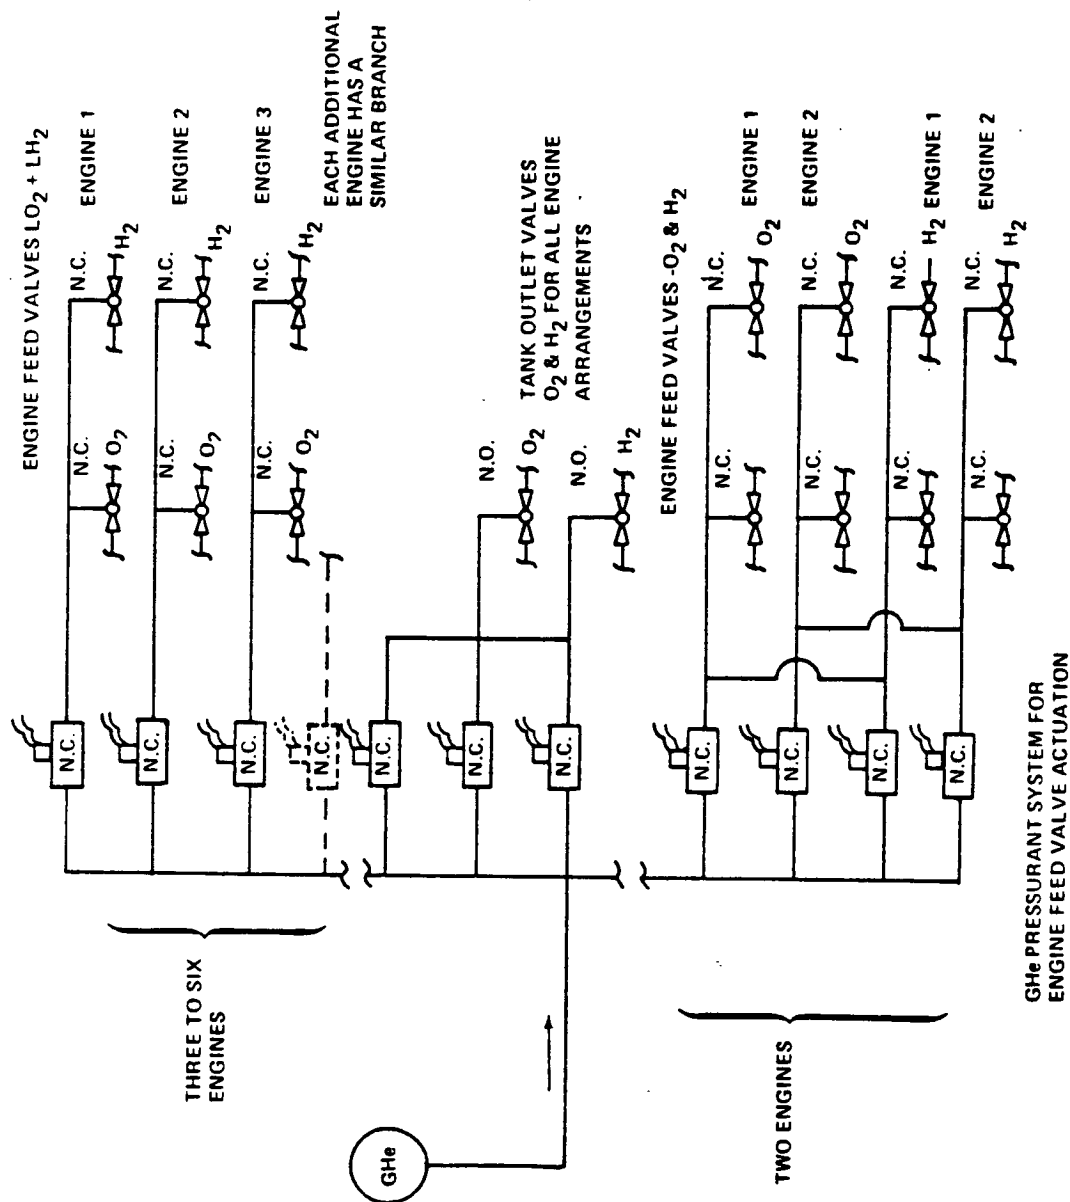 ENGINE FEED VALVES LO₂ + LH₂
N.C.
N.C.
N.C.
ENGINE 1
O₂
H₂
N.C.
N.C.
N.C.
ENGINE 2
O₂
H₂
THREE TO SIX
ENGINES
N.C.
N.C.
N.C.
ENGINE 3
O₂
H₂
N.C.
EACH ADDITIONAL
ENGINE HAS A
SIMILAR BRANCH
GHe
N.C.
N.C.
N.O.
O₂
TANK OUTLET VALVES
O₂ & H₂ FOR ALL ENGINE
ARRANGEMENTS
N.C.
N.O.
H₂
ENGINE FEED VALVES -O₂ & H₂
N.C.
N.C.
N.C.
O₂
ENGINE 1
TWO ENGINES
N.C.
N.C.
N.C.
O₂
ENGINE 2
N.C.
N.C.
N.C.
H₂
ENGINE 1
N.C.
N.C.
N.C.
H₂
ENGINE 2
GHe PRESSURANT SYSTEM FOR
ENGINE FEED VALVE ACTUATION